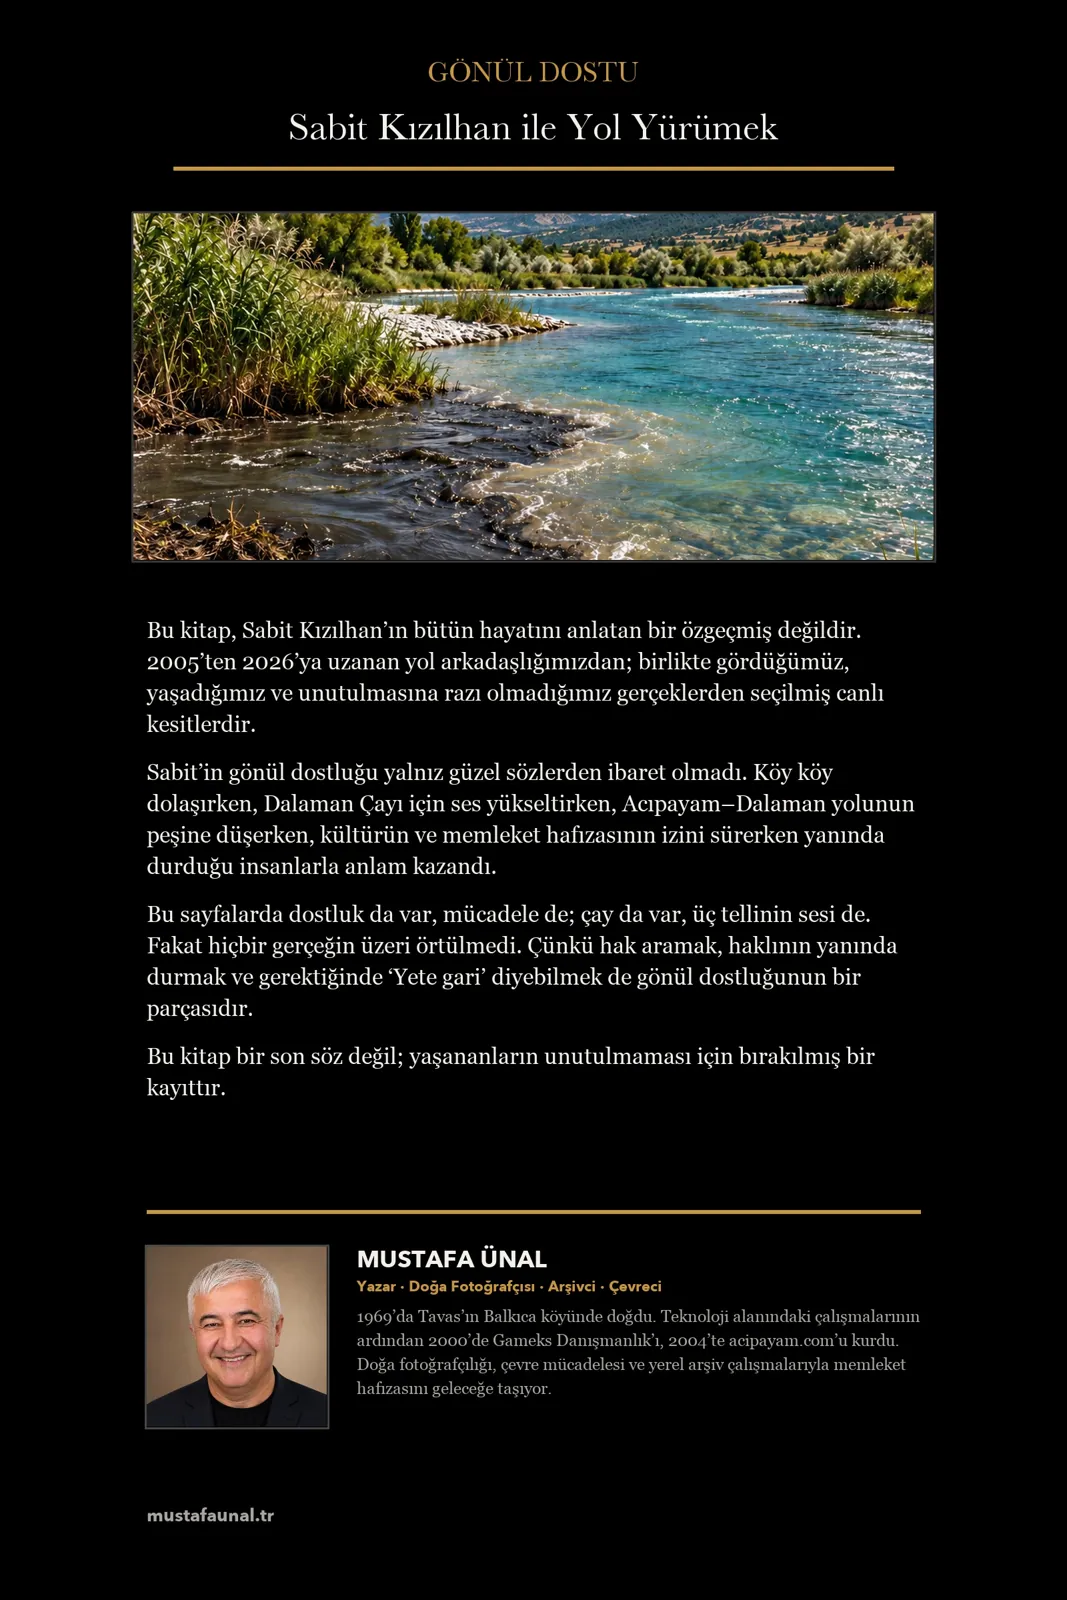 GÖNÜL DOSTU
Sabit Kızılhan ile Yol Yürümek
Bu kitap, Sabit Kızılhan’ın bütün hayatını anlatan bir özgeçmiş değildir.
2005’ten 2026’ya uzanan yol arkadaşlığımızdan; birlikte gördüğümüz,
yaşadığımız ve unutulmasına razı olmadığımız gerçeklerden seçilmiş canlı
kesitlerdir.
Sabit’in gönül dostluğu yalnız güzel sözlerden ibaret olmadı. Köy köy
dolaşırken, Dalaman Çayı için ses yükseltirken, Acıpayam–Dalaman yolunun
peşine düşerken, kültürün ve memleket hafızasının izini sürerken yanında
durduğu insanlarla anlam kazandı.
Bu sayfalarda dostluk da var, mücadele de; çay da var, üç tellinin sesi de.
Fakat hiçbir gerçeğin üzeri örtülmedi. Çünkü hak aramak, haklının yanında
durmak ve gerektiğinde ‘Yete gari’ diyebilmek de gönül dostluğunun bir
parçasıdır.
Bu kitap bir son söz değil; yaşananların unutulmaması için bırakılmış bir
kayıttır.
MUSTAFA ÜNAL
Yazar · Doğa Fotoğrafçısı · Arşivci · Çevreci
1969’da Tavas’ın Balkıca köyünde doğdu. Teknoloji alanındaki çalışmalarının
ardından 2000’de Gameks Danışmanlık’ı, 2004’te acipayam.com’u kurdu.
Doğa fotoğrafçılığı, çevre mücadelesi ve yerel arşiv çalışmalarıyla memleket
hafızasını geleceğe taşıyor.
mustafaunal.tr